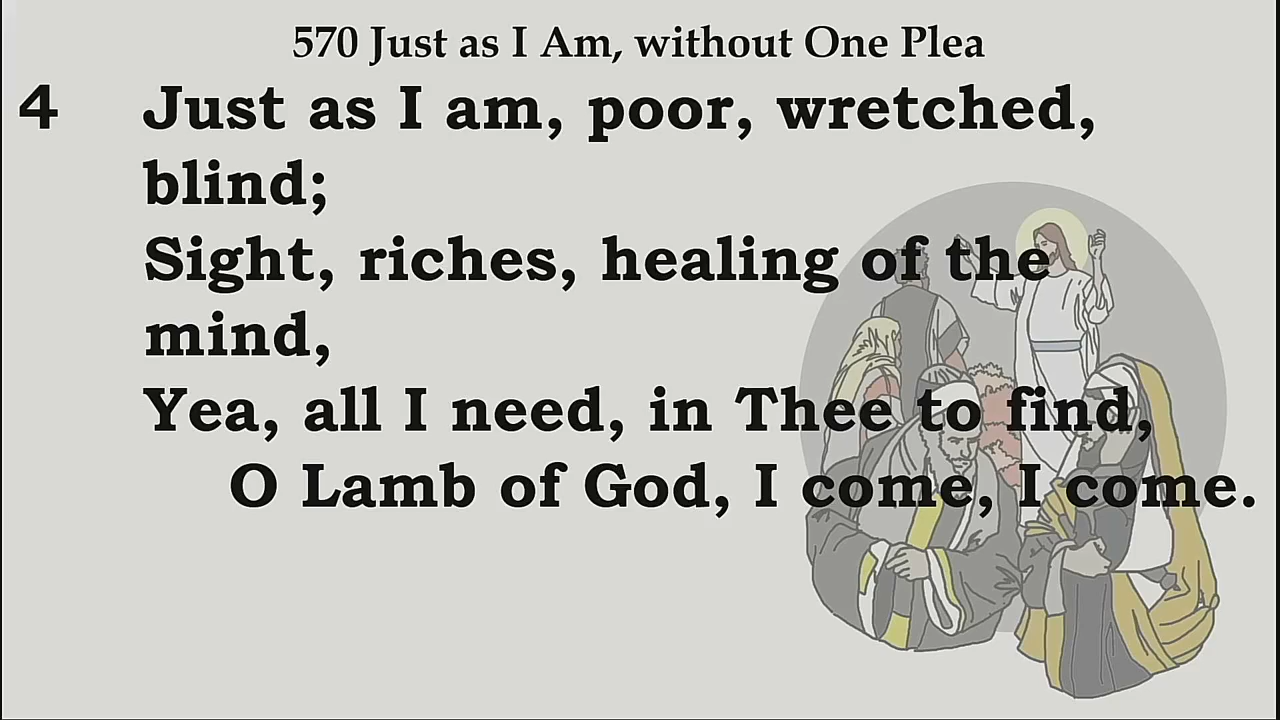 570 Just as I Am, without One Plea
4 Just as I am, poor, wretched,
blind;
Sight, riches, healing of the
mind,
Yea, all I need, in Thee to find,
O Lamb of God, I come, I come.